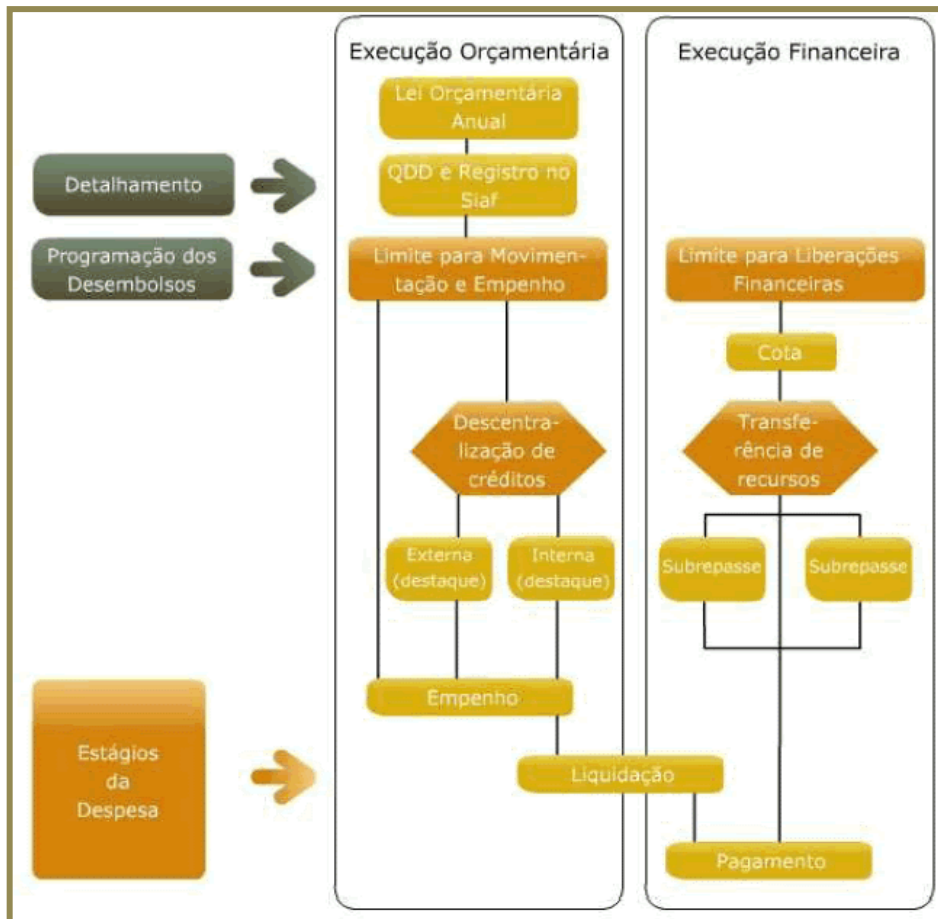 Execução Orçamentária
Execução Financeira
Lei Orçamentária
Anual
Detalhamento
QDD e Registro no
Siaf
Programação dos
Desembolsos
Limite para Movimen-
tação e Empenho
Limite para Liberações
Financeiras
Cota
Descentra-
lização de
créditos
Transfe-
rência de
recursos
Externa
(destaque)
Interna
(destaque)
Subrepasse
Subrepasse
Empenho
Estágios
da
Despesa
Liquidação
Pagamento